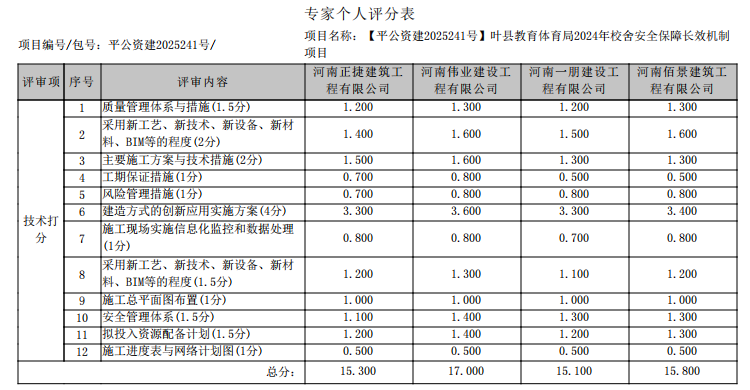 专家个人评分表
项目编号/包号: 平公资建2025241号/
项目名称: 【平公资建2025241号】叶县教育体育局2024年校舍安全保障长效机制
项目
评审项 序号 评审内容 河南正捷建筑工程有限公司 河南伟业建设工程有限公司 河南一朋建设工程有限公司 河南佰景建筑工程有限公司
技术打分
1 质量管理体系与措施(1.5分) 1.200 1.300 1.200 1.300
2 采用新工艺、新技术、新设备、新材料、BIM等的程度(2分) 1.400 1.600 1.500 1.600
3 主要施工方案与技术措施(2分) 1.500 1.600 1.300 1.300
4 工期保证措施(1分) 0.700 0.800 0.500 0.500
5 风险管理措施(1分) 0.700 0.800 0.800 0.800
6 建造方式的创新应用实施方案(4分) 3.300 3.600 3.300 3.400
7 施工现场实施信息化监控和数据处理(1分) 0.800 0.800 0.700 0.800
8 采用新工艺、新技术、新设备、新材料、BIM等的程度(1.5分) 1.200 1.300 1.100 1.200
9 施工总平面图布置(1分) 1.000 1.000 1.000 1.000
10 安全管理体系(1.5分) 1.100 1.400 1.300 1.300
11 拟投入资源配备计划(1.5分) 1.200 1.400 1.200 1.300
12 施工进度表与网络计划图(1分) 0.500 0.500 0.500 0.500
总分: 15.300 17.000 15.100 15.800